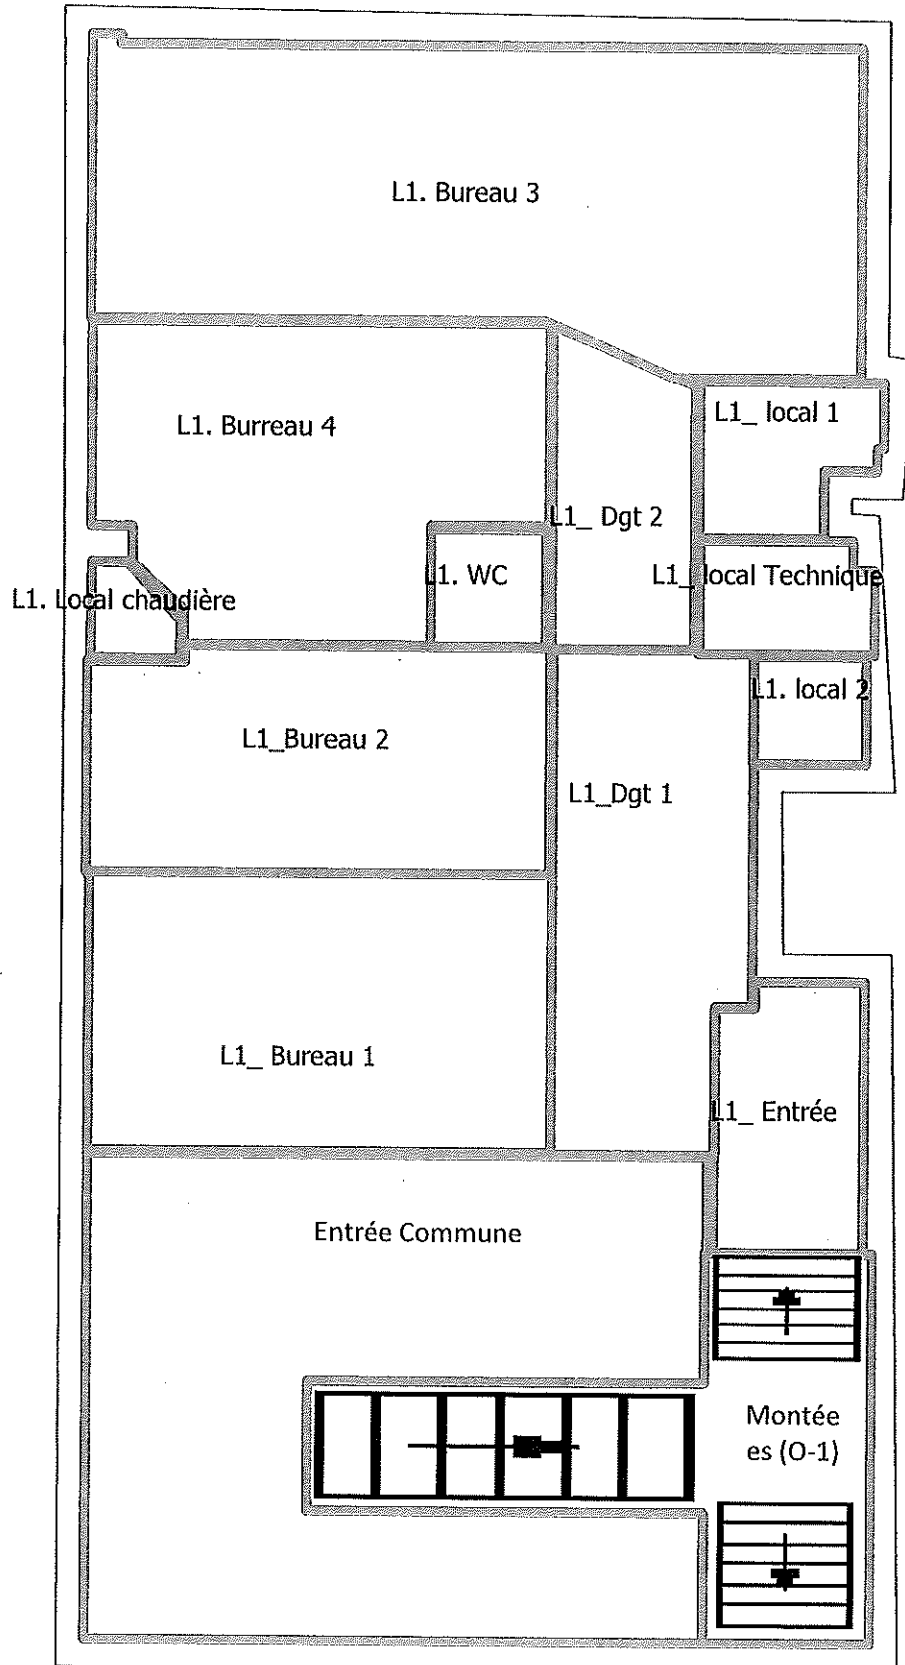 L1. Bureau 3
L1. Burreau 4
L1_ local 1
L1_ Dgt 2
L1. WC
L1_ local Technique
L1. Local chaudière
L1. local 2
L1_Bureau 2
L1_Dgt 1
L1_ Bureau 1
L1_ Entrée
Entrée Commune
Montée
es (O-1)